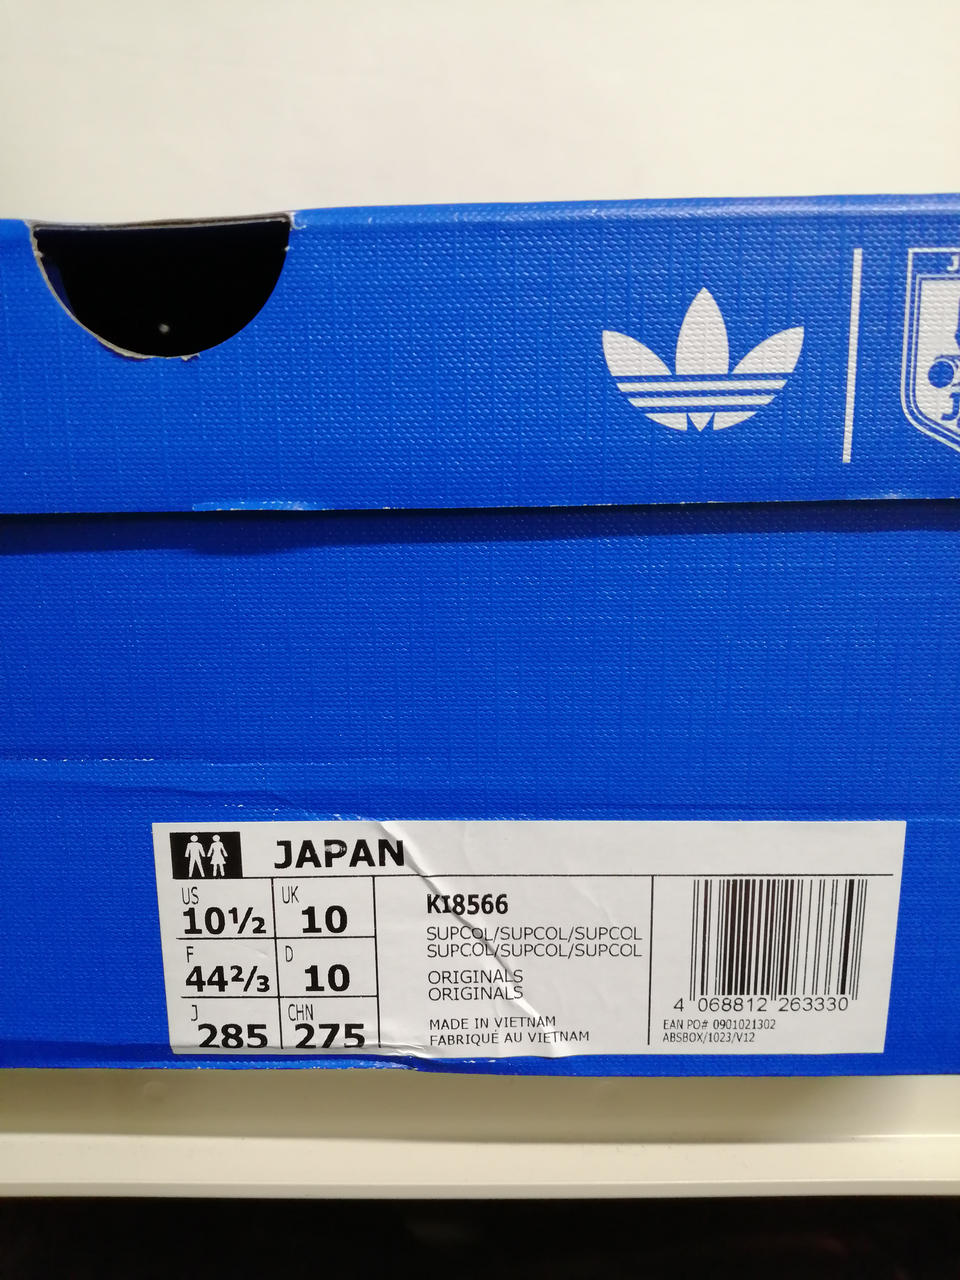 JAPAN
US
10½
UK
10
F
44⅔
D
10
J
285
CHN
275
KI8566
SUPCOL/SUPCOL/SUPCOL
SUPCOL/SUPCOL/SUPCOL
ORIGINALS
ORIGINALS
MADE IN VIETNAM
FABRIQUÉ AU VIETNAM
4 068812 263330
EAN PO# 0901021302
ABSBOX/1023/V12